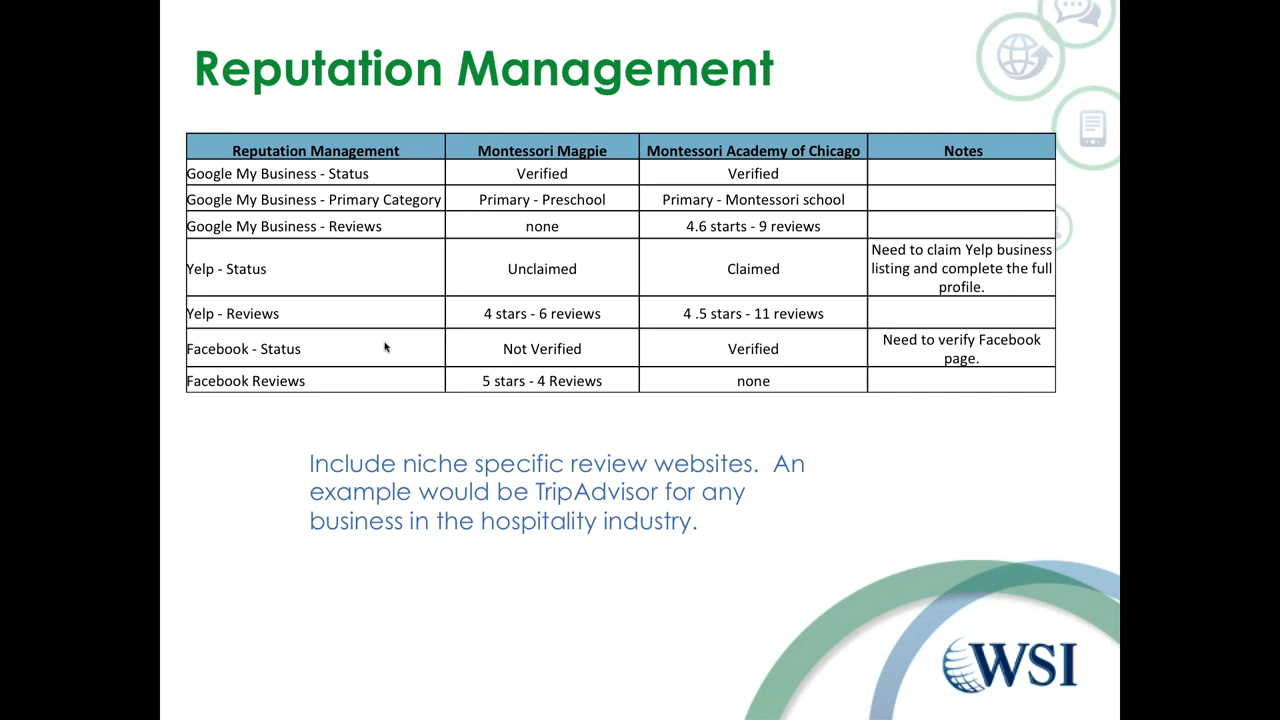 Reputation Management
Reputation Management Montessori Magpie Montessori Academy of Chicago Notes
Google My Business - Status Verified Verified
Google My Business - Primary Category Primary - Preschool Primary - Montessori school
Google My Business - Reviews none 4.6 starts - 9 reviews
Yelp - Status Unclaimed Claimed Need to claim Yelp business
listing and complete the full
profile.
Yelp - Reviews 4 stars - 6 reviews 4 .5 stars - 11 reviews
Facebook - Status Not Verified Verified Need to verify Facebook
page.
Facebook Reviews 5 stars - 4 Reviews none
Include niche specific review websites.  An
example would be TripAdvisor for any
business in the hospitality industry.
WSI